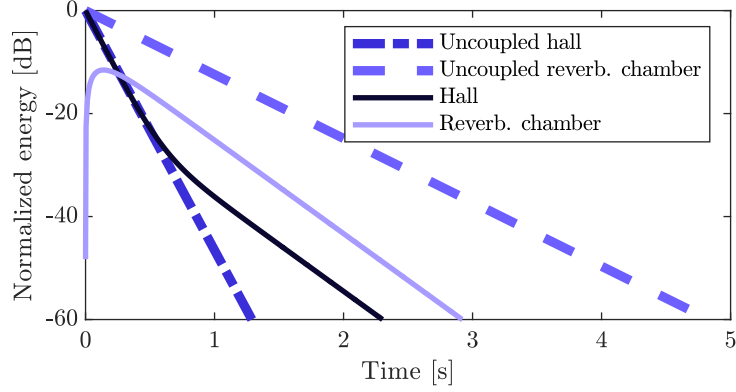 Normalized energy [dB]
0
-20
-40
-60
Uncoupled hall
Uncoupled reverb. chamber
Hall
Reverb. chamber
0 1 2 3 4 5
Time [s]